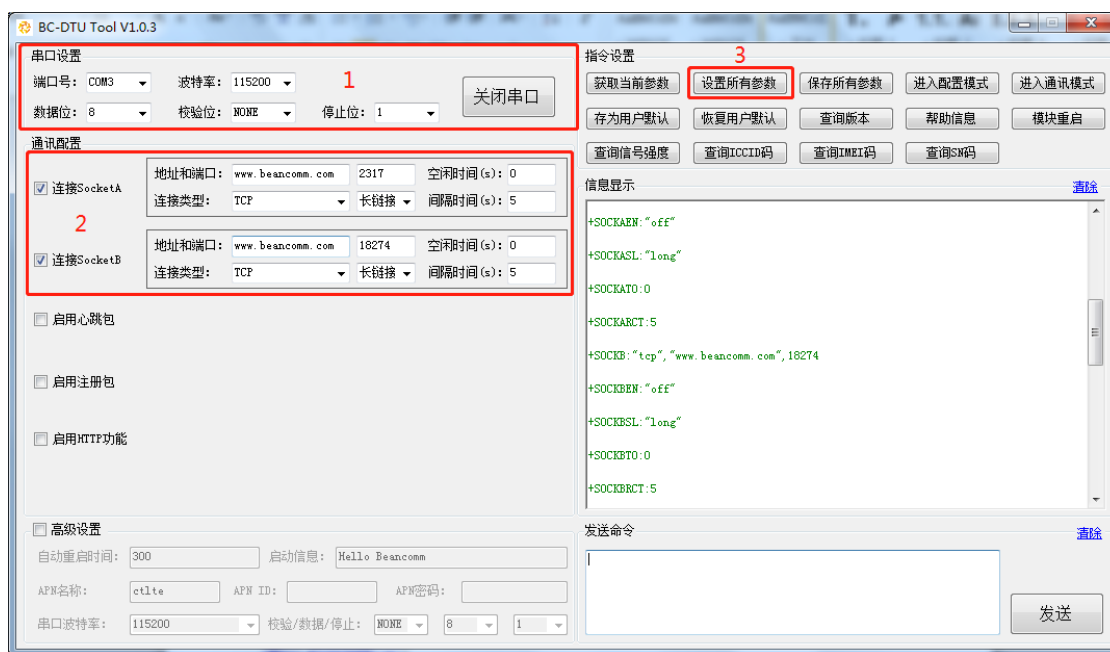 BC-DTU Tool V1.0.3
串口设置
端口号: COM3 波特率: 115200 1
数据位: 8 校验位: NONE 停止位: 1
关闭串口
通讯配置
连接SocketA
地址和端口: www.beancomm.com 2317 空闲时间(s): 0
连接类型: TCP 长链接 间隔时间(s): 5
2
连接SocketB
地址和端口: www.beancomm.com 18274 空闲时间(s): 0
连接类型: TCP 长链接 间隔时间(s): 5
启用心跳包
启用注册包
启用HTTP功能
高级设置
自动重启时间: 300 启动信息: Hello Beancomm
APN名称: ctlte APN ID: APN密码:
串口波特率: 115200 校验/数据/停止: NONE 8 1
指令设置 3
获取当前参数 设置所有参数 保存所有参数 进入配置模式 进入通讯模式
存为用户默认 恢复用户默认 查询版本 帮助信息 模块重启
查询信号强度 查询ICCID码 查询IMEI码 查询SN码
信息显示 清除
+SOCKAEN:"off"
+SOCKASL:"long"
+SOCKATO:0
+SOCKARCT:5
+SOCKB:"tcp","www.beancomm.com",18274
+SOCKBEN:"off"
+SOCKBSL:"long"
+SOCKBTO:0
+SOCKBRCT:5
发送命令 清除
发送